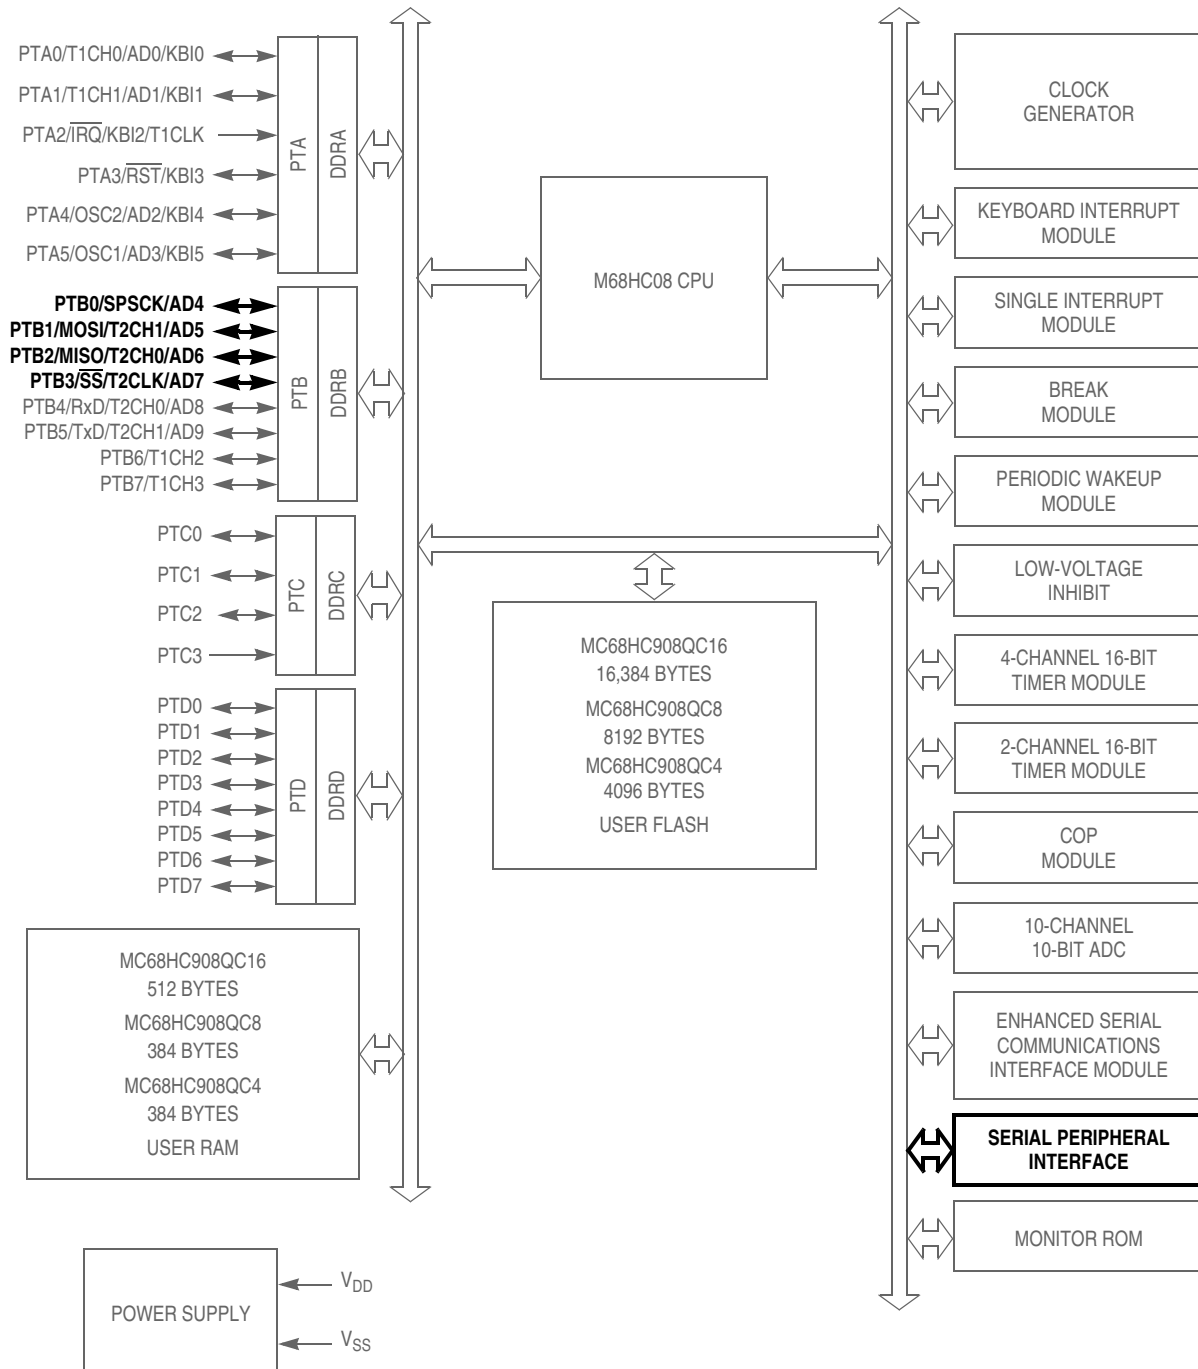 PTA0/T1CH0/AD0/KBI0
PTA1/T1CH1/AD1/KBI1
PTA2/I̅R̅Q̅/KBI2/T1CLK
PTA3/R̅S̅T̅/KBI3
PTA4/OSC2/AD2/KBI4
PTA5/OSC1/AD3/KBI5
PTA
DDRA
PTB0/SPSCK/AD4
PTB1/MOSI/T2CH1/AD5
PTB2/MISO/T2CH0/AD6
PTB3/S̅S̅/T2CLK/AD7
PTB4/RxD/T2CH0/AD8
PTB5/TxD/T2CH1/AD9
PTB6/T1CH2
PTB7/T1CH3
PTB
DDRB
PTC0
PTC1
PTC2
PTC3
PTC
DDRC
PTD0
PTD1
PTD2
PTD3
PTD4
PTD5
PTD6
PTD7
PTD
DDRD
MC68HC908QC16
512 BYTES
MC68HC908QC8
384 BYTES
MC68HC908QC4
384 BYTES
USER RAM
POWER SUPPLY
VDD
VSS
M68HC08 CPU
MC68HC908QC16
16,384 BYTES
MC68HC908QC8
8192 BYTES
MC68HC908QC4
4096 BYTES
USER FLASH
CLOCK
GENERATOR
KEYBOARD INTERRUPT
MODULE
SINGLE INTERRUPT
MODULE
BREAK
MODULE
PERIODIC WAKEUP
MODULE
LOW-VOLTAGE
INHIBIT
4-CHANNEL 16-BIT
TIMER MODULE
2-CHANNEL 16-BIT
TIMER MODULE
COP
MODULE
10-CHANNEL
10-BIT ADC
ENHANCED SERIAL
COMMUNICATIONS
INTERFACE MODULE
SERIAL PERIPHERAL
INTERFACE
MONITOR ROM